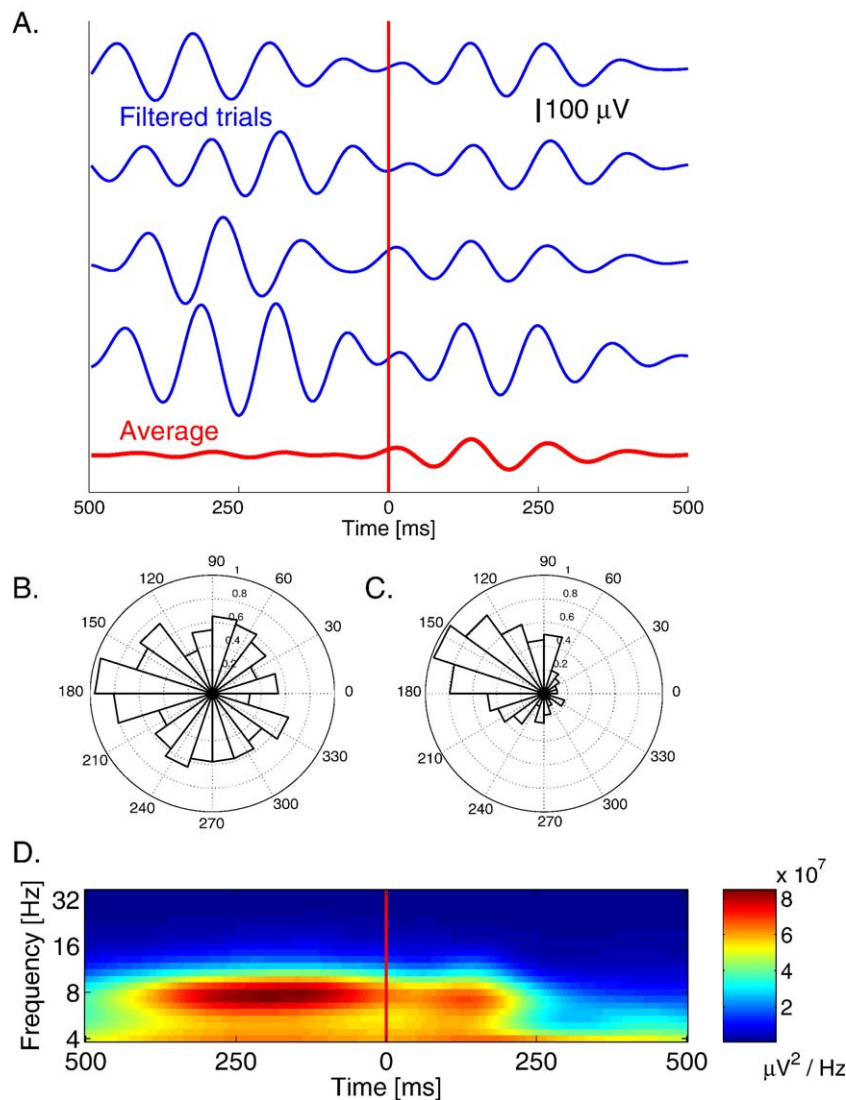 A.
Filtered trials
100 μV
Average
500 250 0 250 500
Time [ms]
B.
90
120 60
150 30
180 0
210 330
240 300
270
1
0.8
0.6
0.4
0.2
C.
90
120 60
150 30
180 0
210 330
240 300
270
1
0.8
0.6
0.4
0.2
D.
Frequency [Hz]
32
16
8
4
500 250 0 250 500
Time [ms]
x 10⁷
8
6
4
2
μV² / Hz